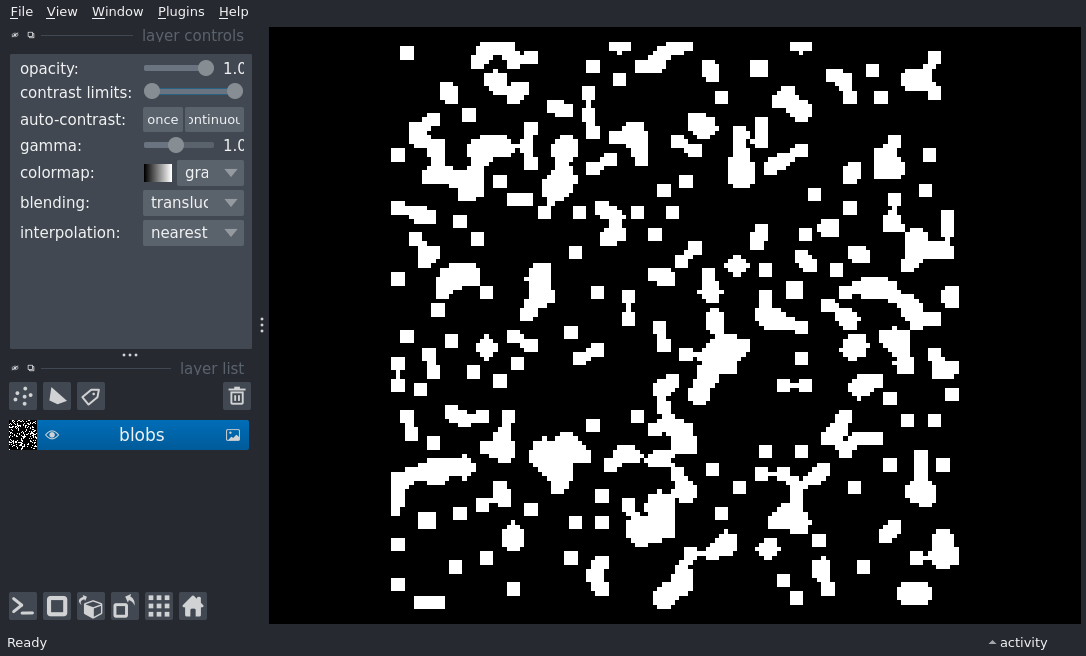 File View Window Plugins Help
layer controls
opacity: 1.0
contrast limits:
auto-contrast: once ontinuou
gamma: 1.0
colormap: gra
blending: transluc
interpolation: nearest
layer list
blobs
Ready
activity